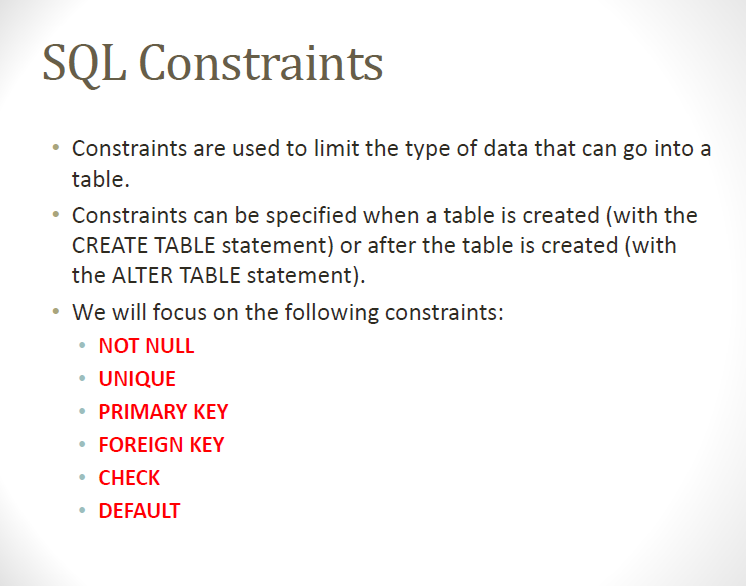 SQL Constraints
• Constraints are used to limit the type of data that can go into a
table.
• Constraints can be specified when a table is created (with the
CREATE TABLE statement) or after the table is created (with
the ALTER TABLE statement).
• We will focus on the following constraints:
• NOT NULL
• UNIQUE
• PRIMARY KEY
• FOREIGN KEY
• CHECK
• DEFAULT